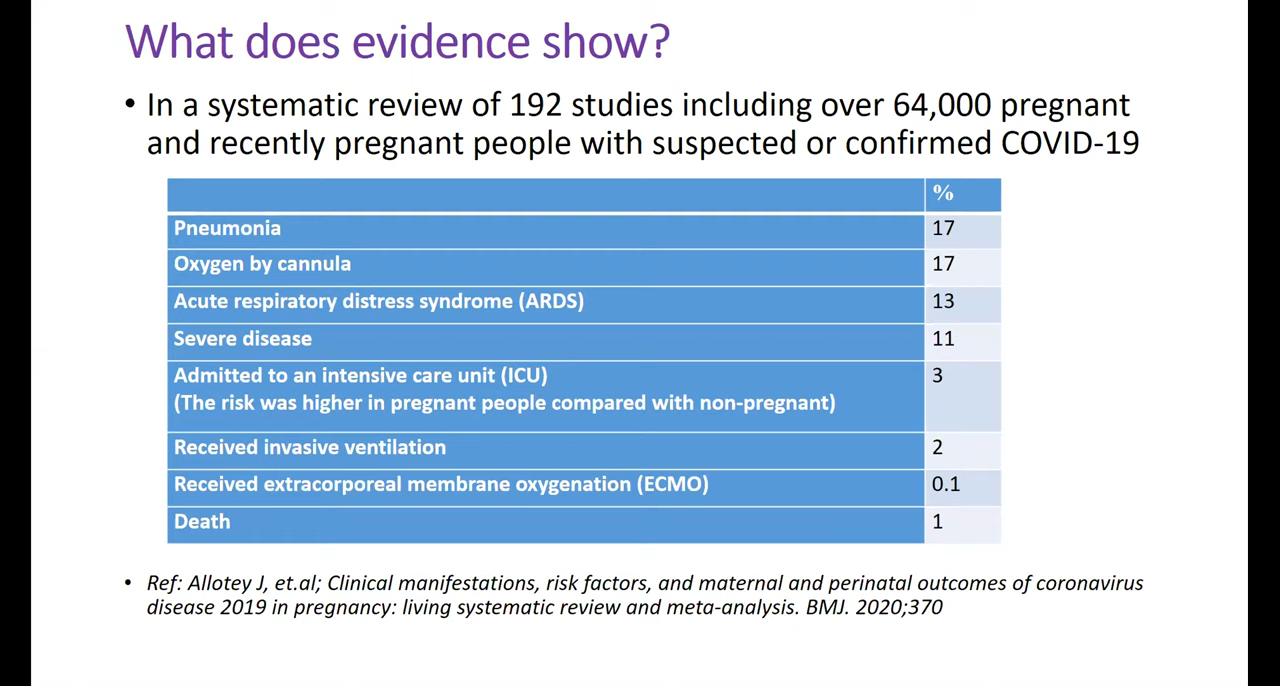 What does evidence show?
• In a systematic review of 192 studies including over 64,000 pregnant
and recently pregnant people with suspected or confirmed COVID-19
%
Pneumonia 17
Oxygen by cannula 17
Acute respiratory distress syndrome (ARDS) 13
Severe disease 11
Admitted to an intensive care unit (ICU) 3
(The risk was higher in pregnant people compared with non-pregnant)
Received invasive ventilation 2
Received extracorporeal membrane oxygenation (ECMO) 0.1
Death 1
• Ref: Allotey J, et.al; Clinical manifestations, risk factors, and maternal and perinatal outcomes of coronavirus
disease 2019 in pregnancy: living systematic review and meta-analysis. BMJ. 2020;370